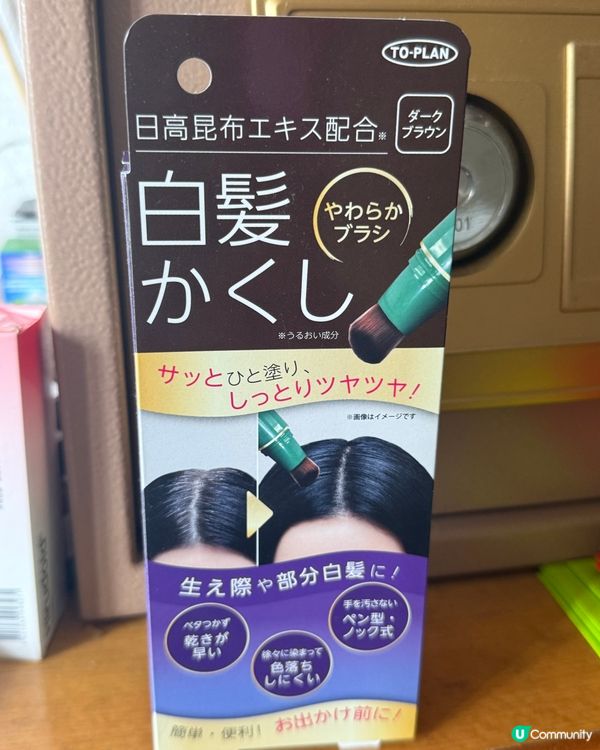 TO-PLAN
日高昆布エキス配合※
ダーク
ブラウン
白髪
かくし
やわらか
ブラシ
※うるおい成分
サッとひと塗り、
しっとりツヤツヤ!
※画像はイメージです
生え際や部分白髪に!
ベタつかず
乾きが
早い
徐々に染まって
色落ち
しにくい
手を汚さない
ペン型・
ノック式
簡単・便利! お出かけ前に!
01
U Community